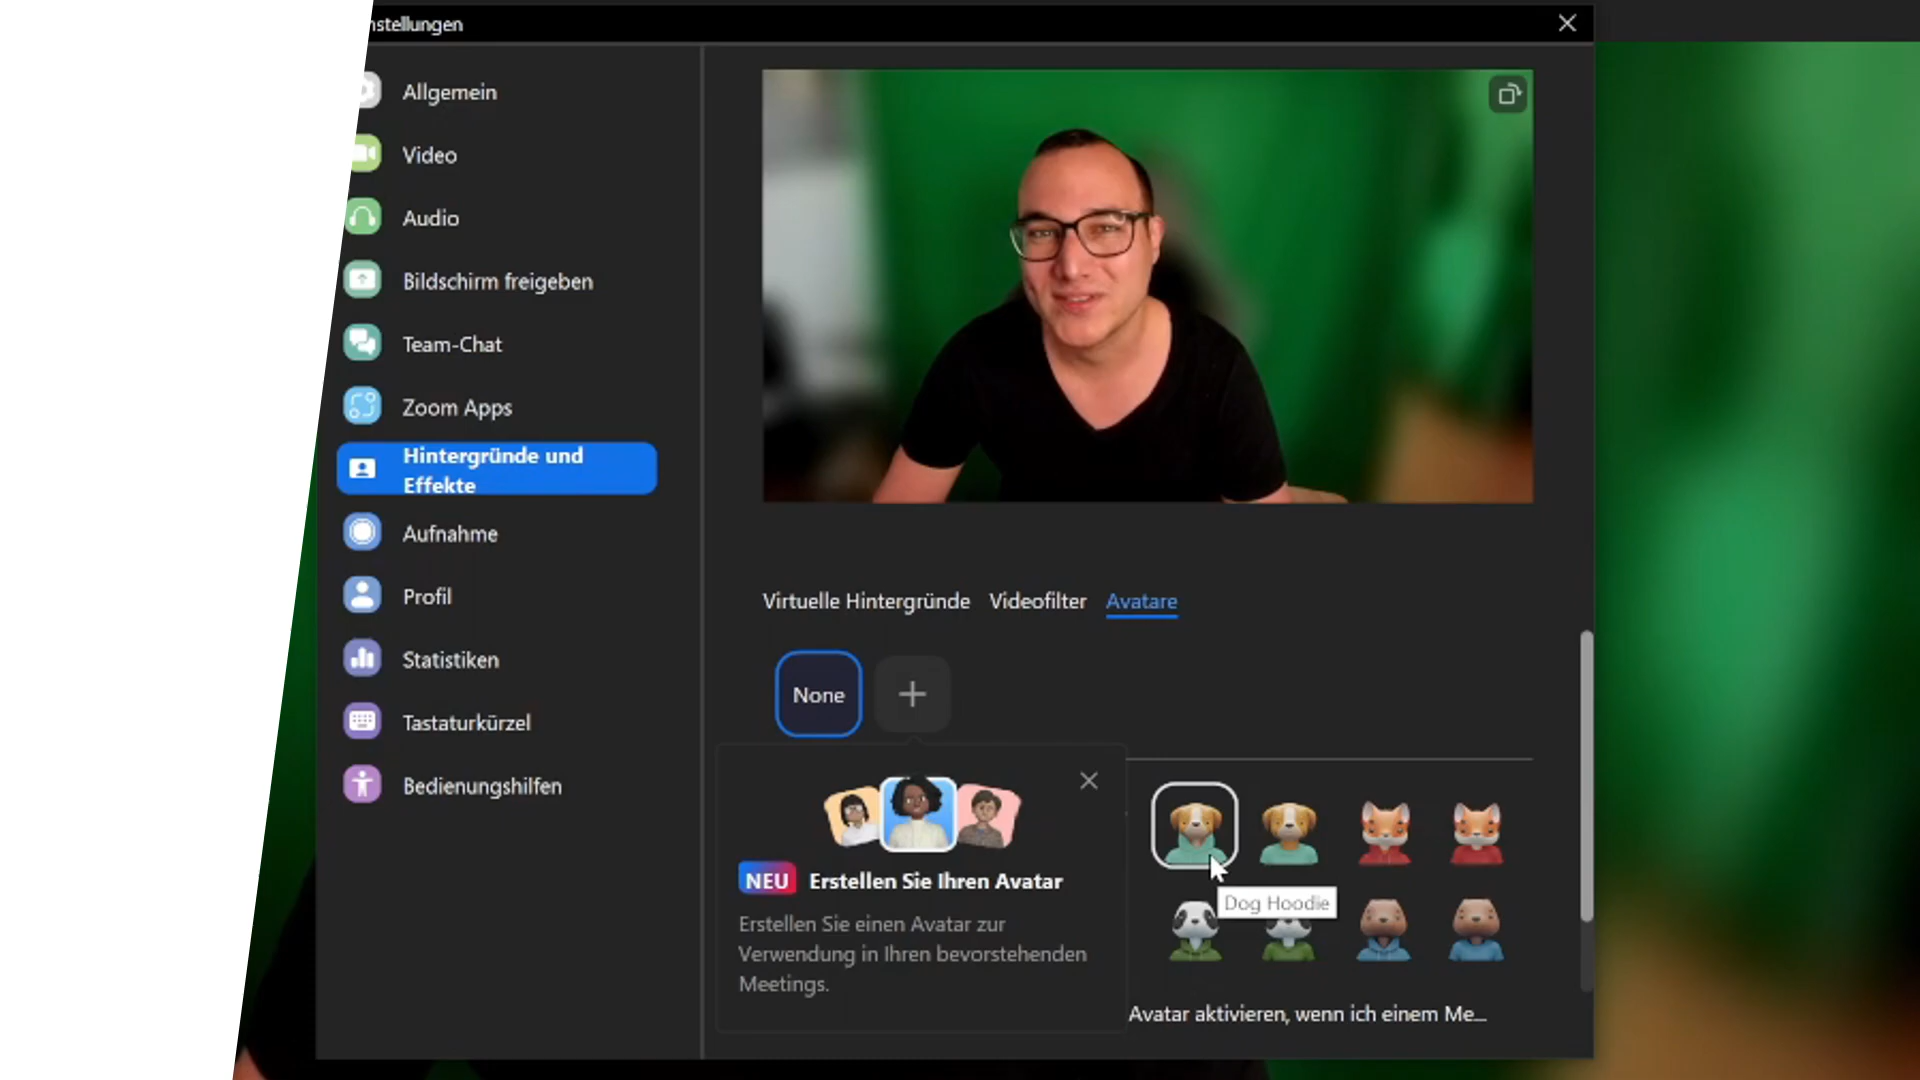 nstellungen
Allgemein
Video
Audio
Bildschirm freigeben
Team-Chat
Zoom Apps
Hintergründe und
Effekte
Aufnahme
Profil
Statistiken
Tastaturkürzel
Bedienungshilfen
Virtuelle Hintergründe Videofilter Avatare
None
NEU Erstellen Sie Ihren Avatar
Erstellen Sie einen Avatar zur
Verwendung in Ihren bevorstehenden
Meetings.
Dog Hoodie
Avatar aktivieren, wenn ich einem Me...